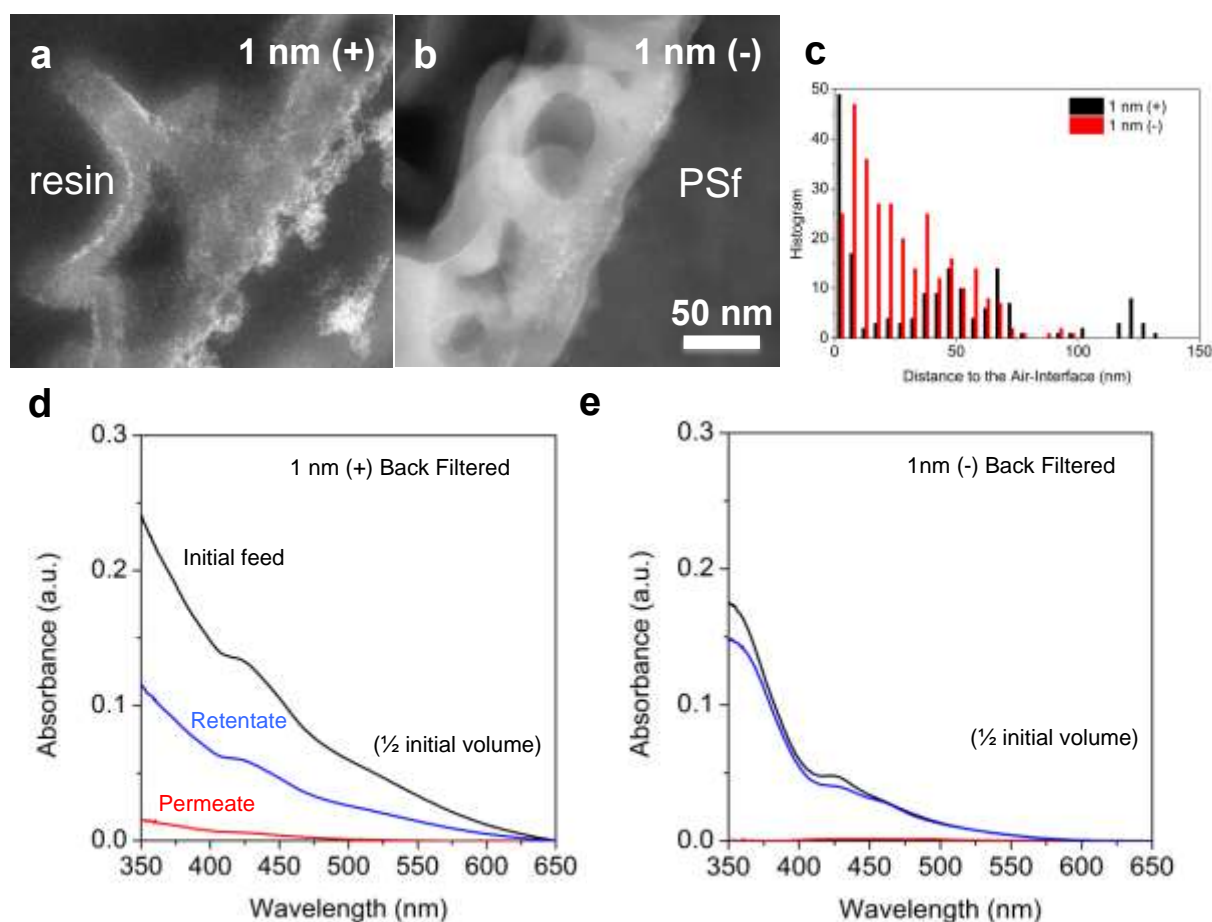 a
1 nm (+)
resin
b
1 nm (-)
PSf
50 nm
c
50
40
30
20
10
0
Histogram
1 nm (+)
1 nm (-)
0 50 100 150
Distance to the Air-Interface (nm)
d
0.3
0.2
0.1
0.0
Absorbance (a.u.)
1 nm (+) Back Filtered
Initial feed
Retentate
(½ initial volume)
Permeate
350 400 450 500 550 600 650
Wavelength (nm)
e
0.3
0.2
0.1
0.0
Absorbance (a.u.)
1nm (-) Back Filtered
(½ initial volume)
350 400 450 500 550 600 650
Wavelength (nm)